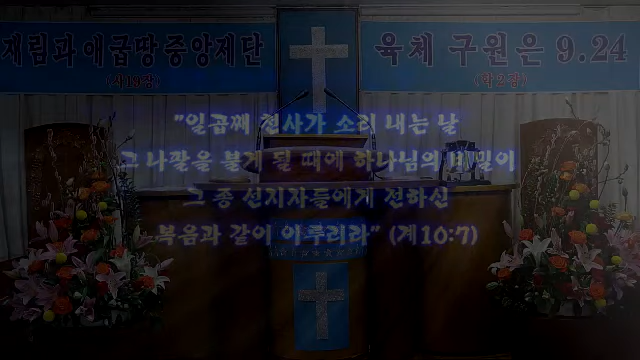 재림과 애굽땅 중앙제단
(사19장)
육체 구원은 9.24
(학2장)
"일곱째 천사가 소리 내는 날
그 나팔을 불게 될 때에 하나님의 비밀이
그 종 선지자들에게 전하신
복음과 같이 이루리라" (계10:7)